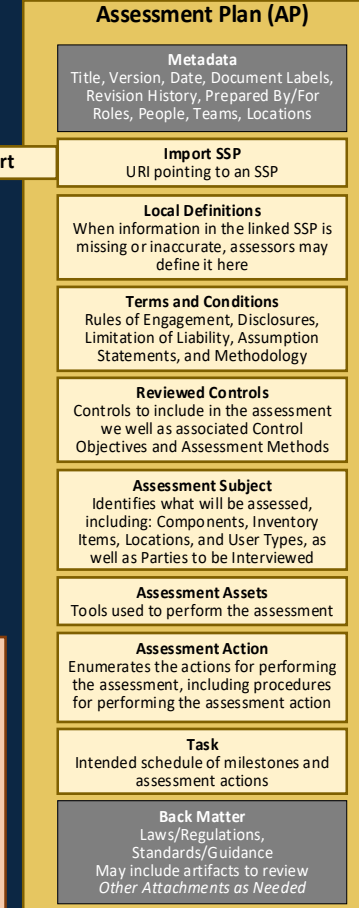 Assessment Plan (AP)
Metadata
Title, Version, Date, Document Labels,
Revision History, Prepared By/For
Roles, People, Teams, Locations
rt
Import SSP
URI pointing to an SSP
Local Definitions
When information in the linked SSP is
missing or inaccurate, assessors may
define it here
Terms and Conditions
Rules of Engagement, Disclosures,
Limitation of Liability, Assumption
Statements, and Methodology
Reviewed Controls
Controls to include in the assessment
we well as associated Control
Objectives and Assessment Methods
Assessment Subject
Identifies what will be assessed,
including: Components, Inventory
Items, Locations, and User Types, as
well as Parties to be Interviewed
Assessment Assets
Tools used to perform the assessment
Assessment Action
Enumerates the actions for performing
the assessment, including procedures
for performing the assessment action
Task
Intended schedule of milestones and
assessment actions
Back Matter
Laws/Regulations,
Standards/Guidance
May include artifacts to review
Other Attachments as Needed